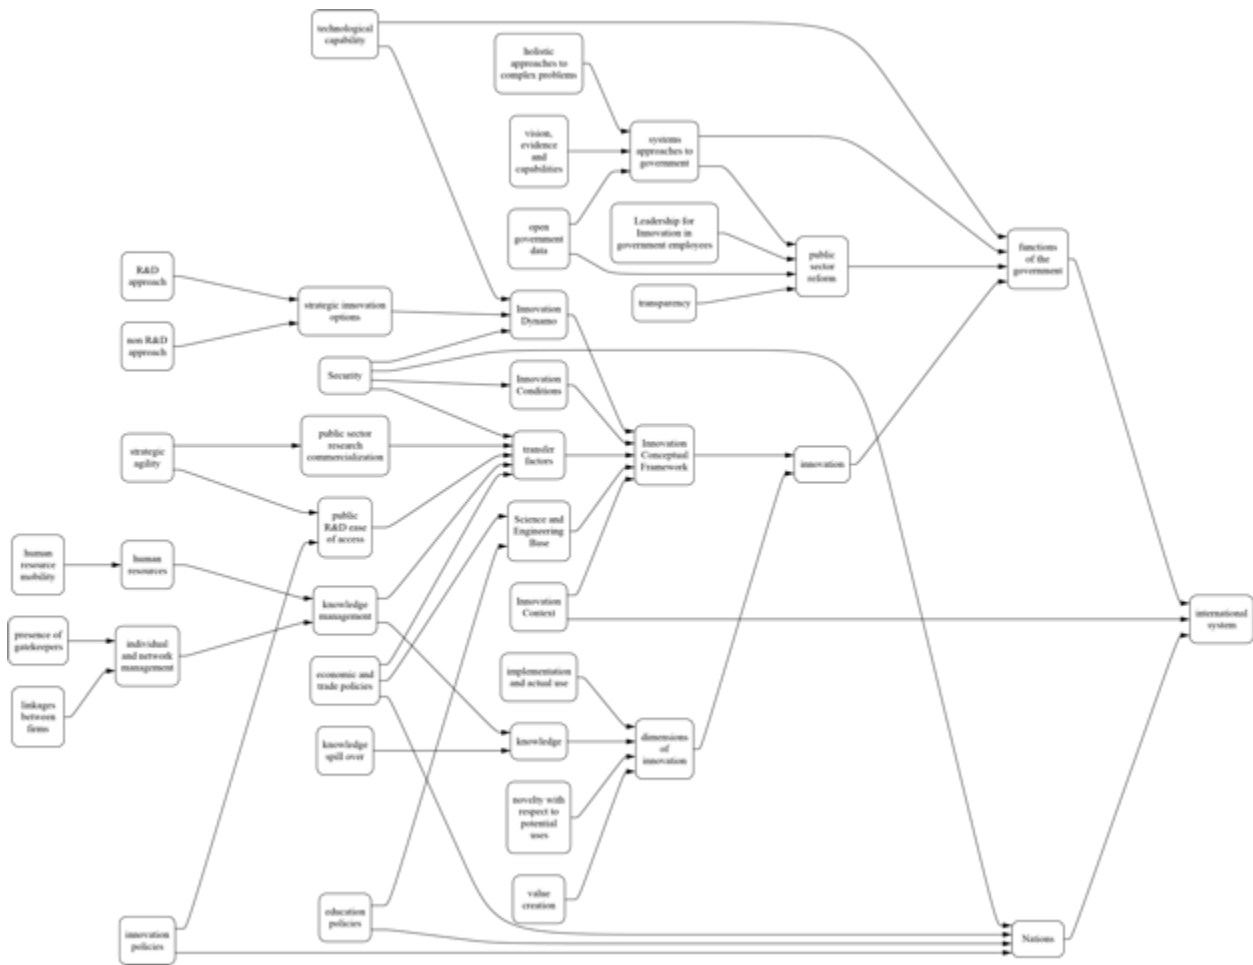 technological
capability
holistic
approaches to
complex problems
vision,
evidence
and
capabilities
systems
approaches to
government
open
government
data
Leadership for
Innovation in
government employees
public
sector
reform
functions
of the
government
transparency
R&D
approach
non R&D
approach
strategic innovation
options
Innovation
Dynamo
Security
Innovation
Conditions
strategic
agility
public sector
research
commercialization
transfer
factors
Innovation
Conceptual
Framework
innovation
public
R&D ease
of access
Science and
Engineering
Base
human
resource
mobility
human
resources
knowledge
management
Innovation
Context
international
system
presence of
gatekeepers
individual
and network
management
economic and
trade policies
implementation
and actual use
linkages
between
firms
knowledge
spill over
knowledge
dimensions
of
innovation
novelty with
respect to
potential
uses
value
creation
education
policies
innovation
policies
Nations